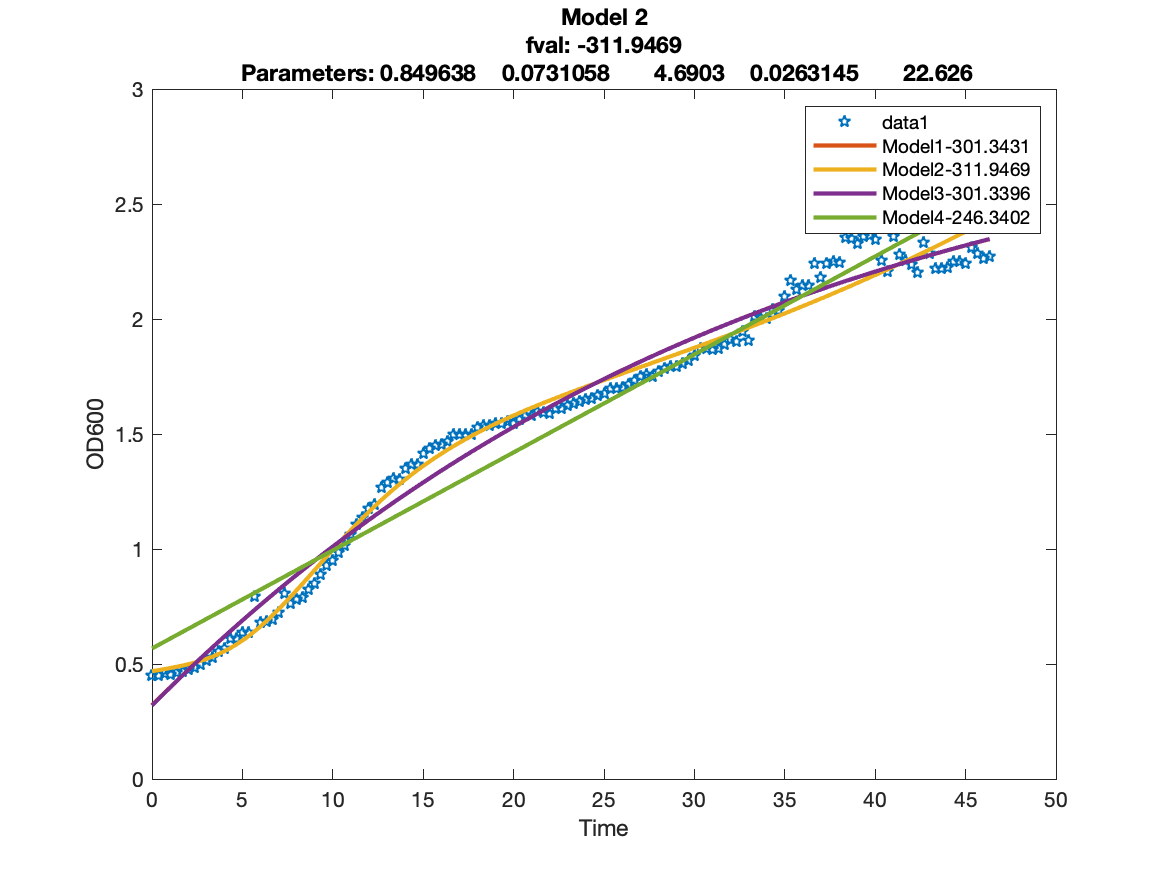 Model 2
fval: -311.9469
Parameters: 0.849638 0.0731058 4.6903 0.0263145 22.626
3
2.5
2
1.5
1
0.5
0
OD600
data1
Model1-301.3431
Model2-311.9469
Model3-301.3396
Model4-246.3402
0 5 10 15 20 25 30 35 40 45 50
Time